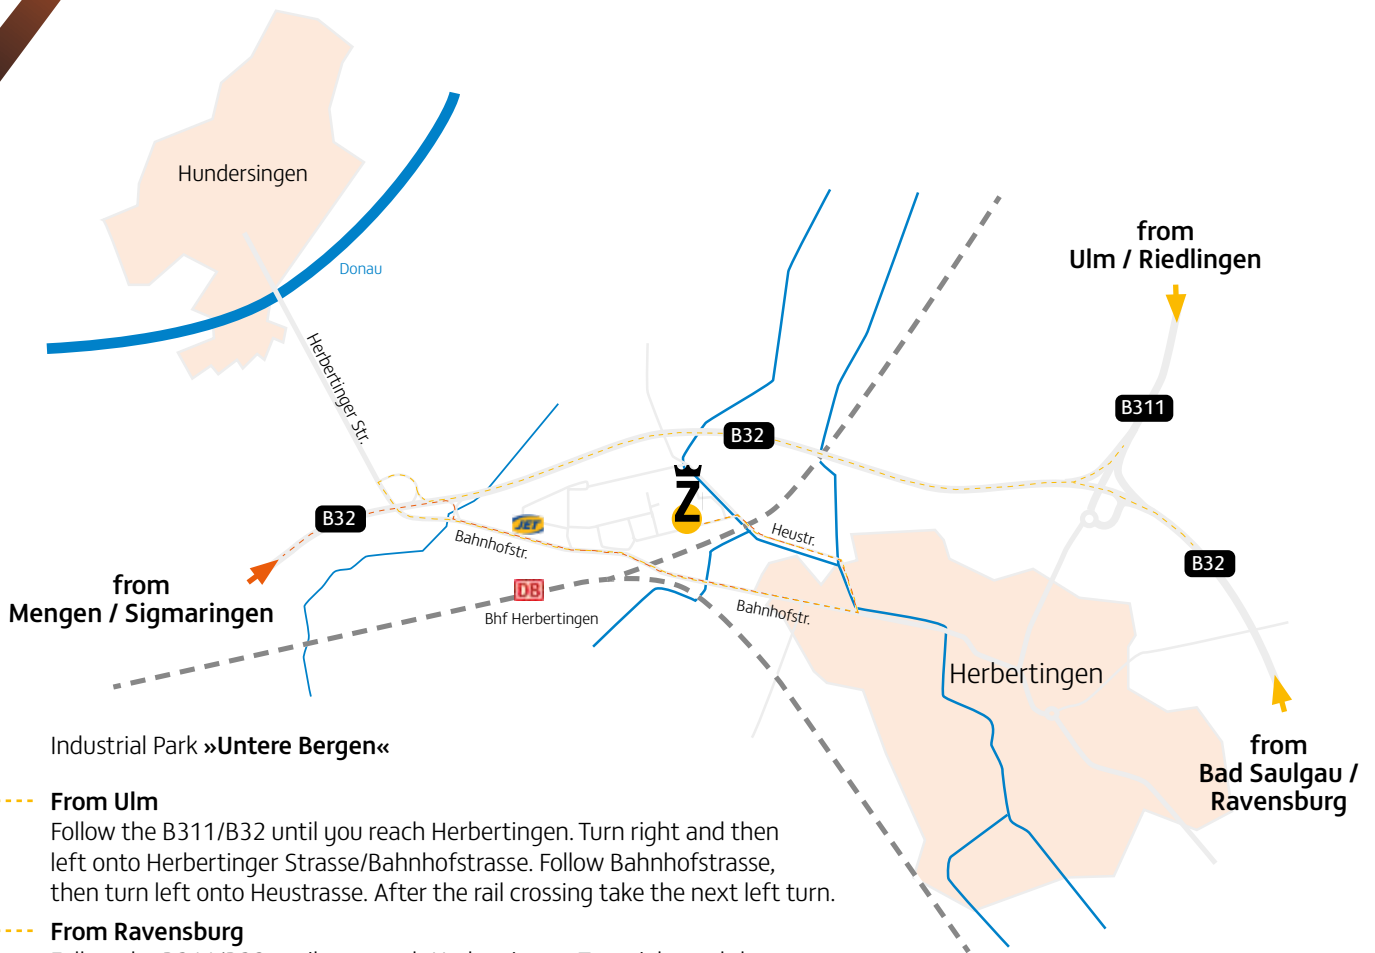 Hundersingen
Donau
from
Ulm / Riedlingen
Herbertinger Str.
B311
B32
Z
B32
JET
Heustr.
Bahnhofstr.
B32
from
Mengen / Sigmaringen
DB
Bhf Herbertingen
Bahnhofstr.
Herbertingen
from
Bad Saulgau /
Ravensburg
Industrial Park »Untere Bergen«
From Ulm
Follow the B311/B32 until you reach Herbertingen. Turn right and then
left onto Herbertinger Strasse/Bahnhofstrasse. Follow Bahnhofstrasse,
then turn left onto Heustrasse. After the rail crossing take the next left turn.
From Ravensburg